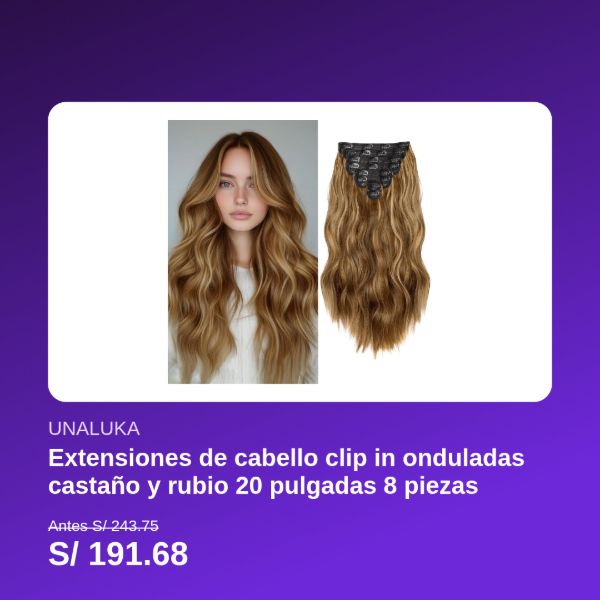 UNALUKA
Extensiones de cabello clip in onduladas
castaño y rubio 20 pulgadas 8 piezas
Antes S/ 243.75
S/ 191.68